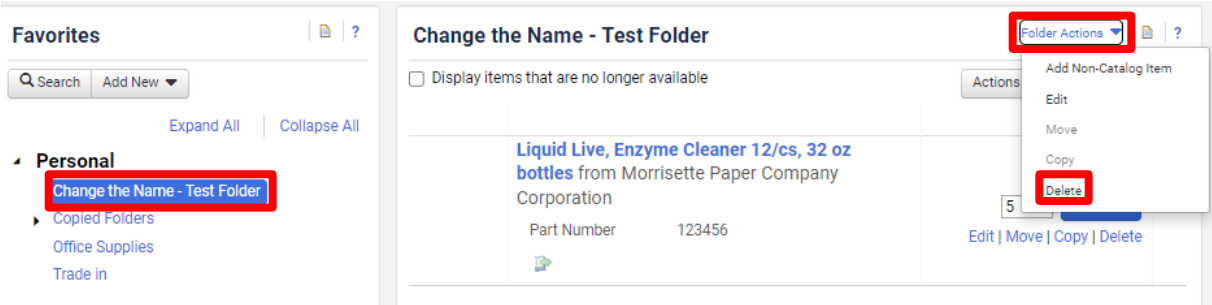 Favorites
?
Search
Add New
Expand All
Collapse All
Personal
Change the Name - Test Folder
Copied Folders
Office Supplies
Trade in
Change the Name - Test Folder
Folder Actions
?
Display items that are no longer available
Actions
Add Non-Catalog Item
Edit
Move
Copy
Delete
Liquid Live, Enzyme Cleaner 12/cs, 32 oz
bottles from Morrisette Paper Company
Corporation
Part Number 123456
5
Edit | Move | Copy | Delete